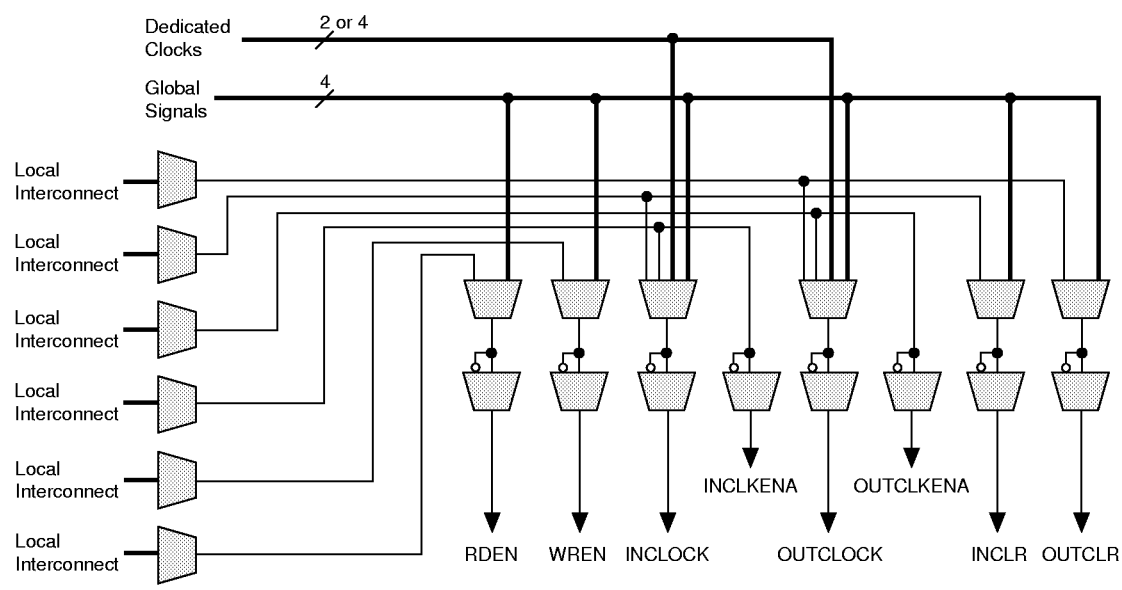 Dedicated
Clocks
2 or 4
Global
Signals
4
Local
Interconnect
Local
Interconnect
Local
Interconnect
Local
Interconnect
Local
Interconnect
Local
Interconnect
INCLKENA
OUTCLKENA
RDEN
WREN
INCLOCK
OUTCLOCK
INCLR
OUTCLR